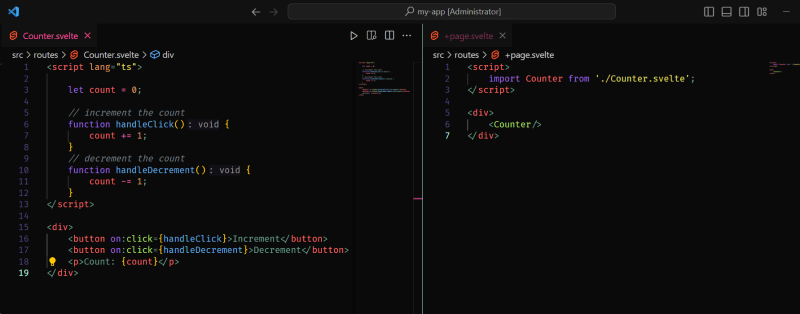 my-app [Administrator]
Counter.svelte
src > routes > Counter.svelte > div
1 <script lang="ts">
2
3 let count = 0;
4
5 // increment the count
6 function handleClick() : void {
7 count += 1;
8 }
9 // decrement the count
10 function handleDecrement() : void {
11 count -= 1;
12 }
13 </script>
14
15 <div>
16 <button on:click={handleClick}>Increment</button>
17 <button on:click={handleDecrement}>Decrement</button>
18 <p>Count: {count}</p>
19 </div>
+page.svelte
src > routes > +page.svelte
1 <script>
2 import Counter from './Counter.svelte';
3 </script>
4
5 <div>
6 <Counter/>
7 </div>